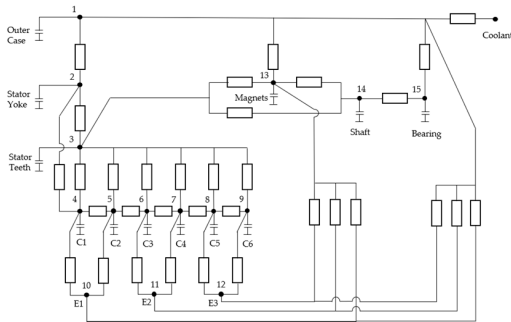 1
Outer
Case
Coolant
2
Stator
Yoke
13
Magnets
14
15
Shaft
Bearing
3
Stator
Teeth
4
5
6
7
8
9
C1
C2
C3
C4
C5
C6
10
11
12
E1
E2
E3